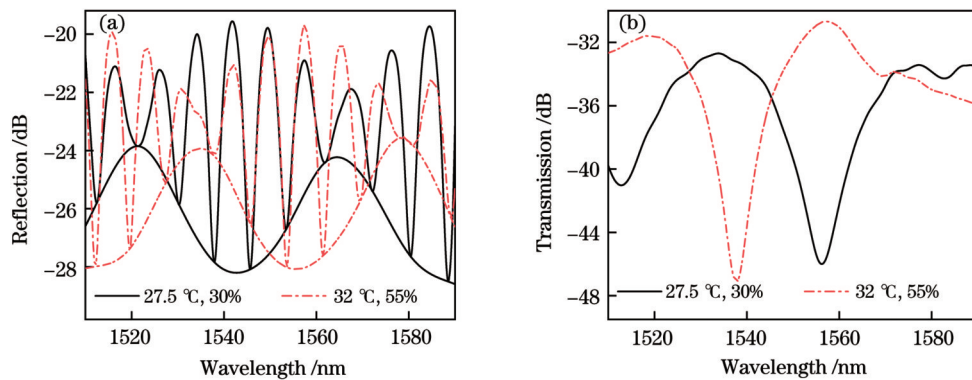 (a)
−20
−22
−24
−26
−28
Reflection /dB
27.5 ℃, 30%
32 ℃, 55%
1520 1540 1560 1580
Wavelength /nm
(b)
−32
−36
−40
−44
−48
Transmission /dB
27.5 ℃, 30%
32 ℃, 55%
1520 1540 1560 1580
Wavelength /nm